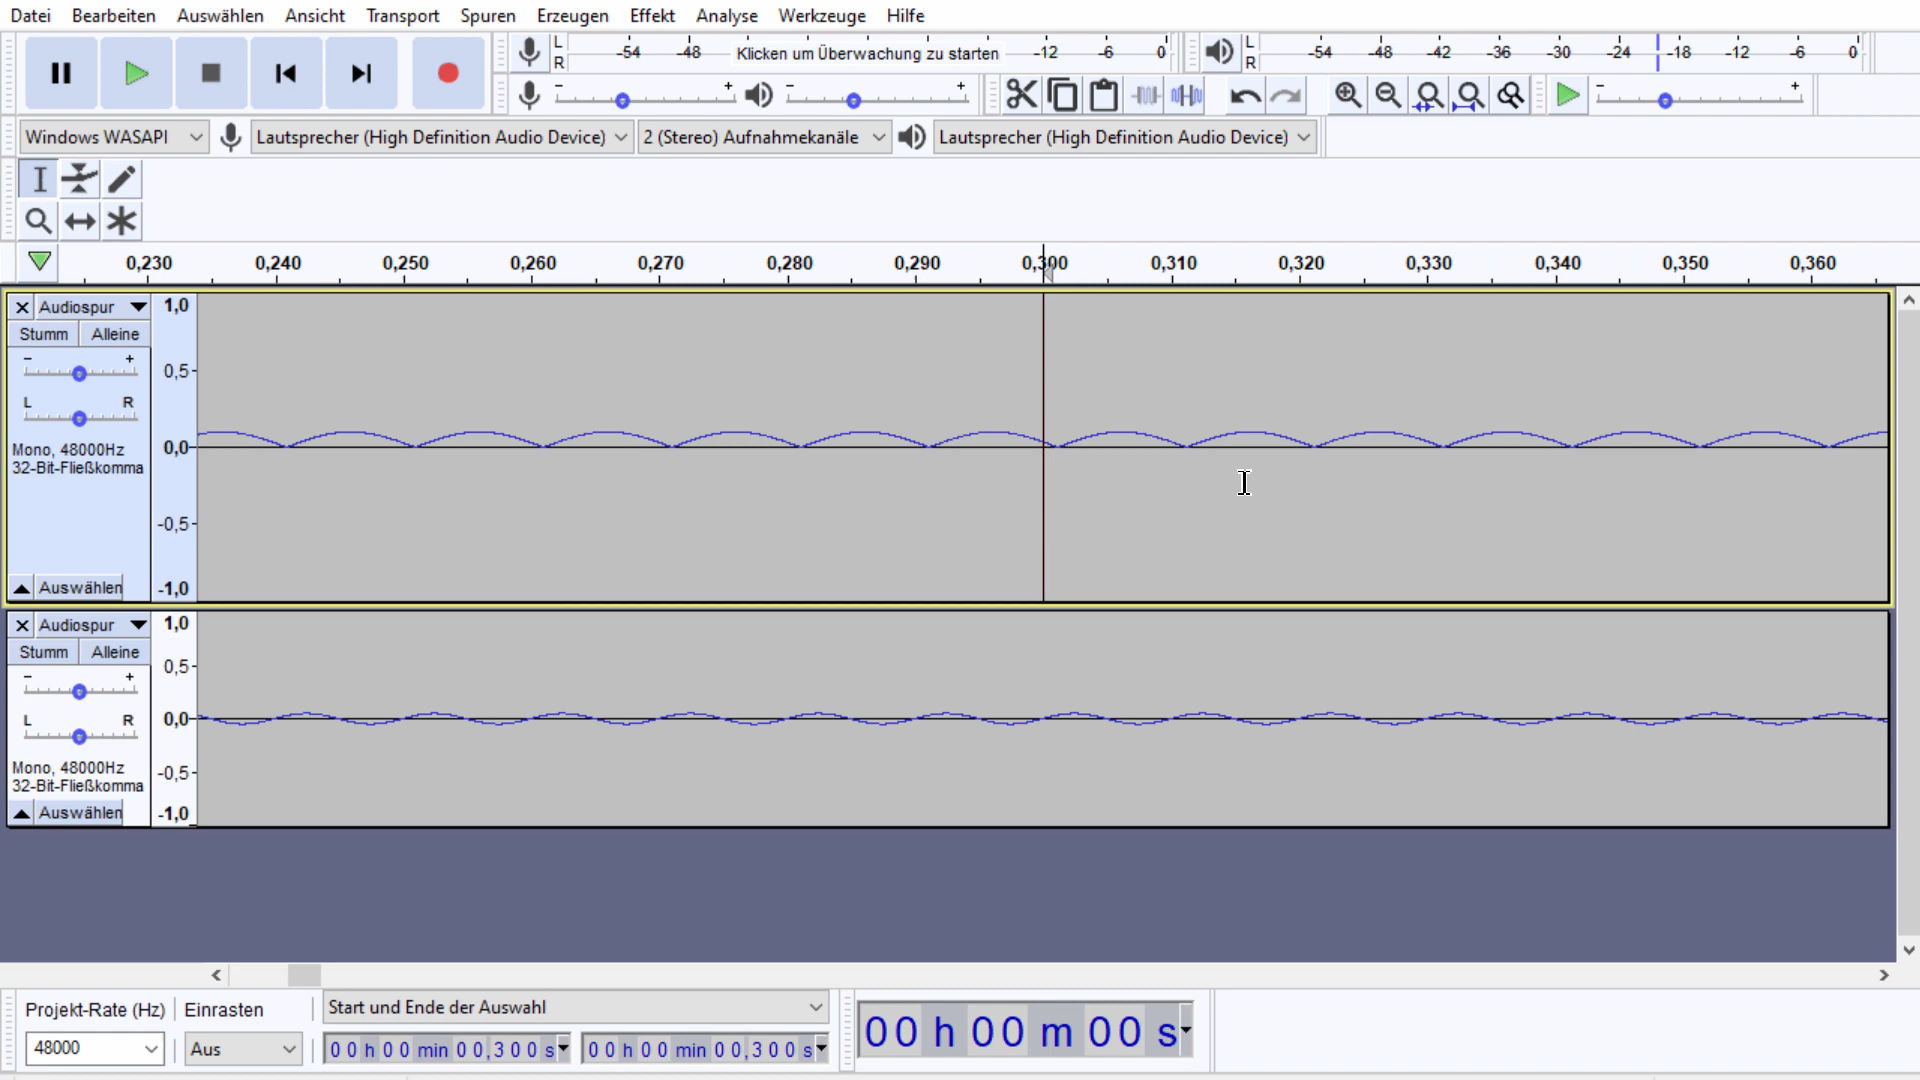 Datei Bearbeiten Auswählen Ansicht Transport Spuren Erzeugen Effekt Analyse Werkzeuge Hilfe
L R -54 -48 Klicken um Überwachung zu starten -12 -6 0
L R -54 -48 -42 -36 -30 -24 -18 -12 -6 0
- + - + - +
Windows WASAPI Lautsprecher (High Definition Audio Device) 2 (Stereo) Aufnahmekanäle Lautsprecher (High Definition Audio Device)
0,230 0,240 0,250 0,260 0,270 0,280 0,290 0,300 0,310 0,320 0,330 0,340 0,350 0,360
Audiospur
Stumm Alleine
- +
L R
Mono, 48000Hz
32-Bit-Fließkomma
Auswählen
1,0
0,5
0,0
-0,5
-1,0
Audiospur
Stumm Alleine
- +
L R
Mono, 48000Hz
32-Bit-Fließkomma
Auswählen
1,0
0,5
0,0
-0,5
-1,0
Projekt-Rate (Hz) Einrasten Start und Ende der Auswahl
48000 Aus 00 h 00 min 00,300 s 00 h 00 min 00,300 s
00 h 00 m 00 s